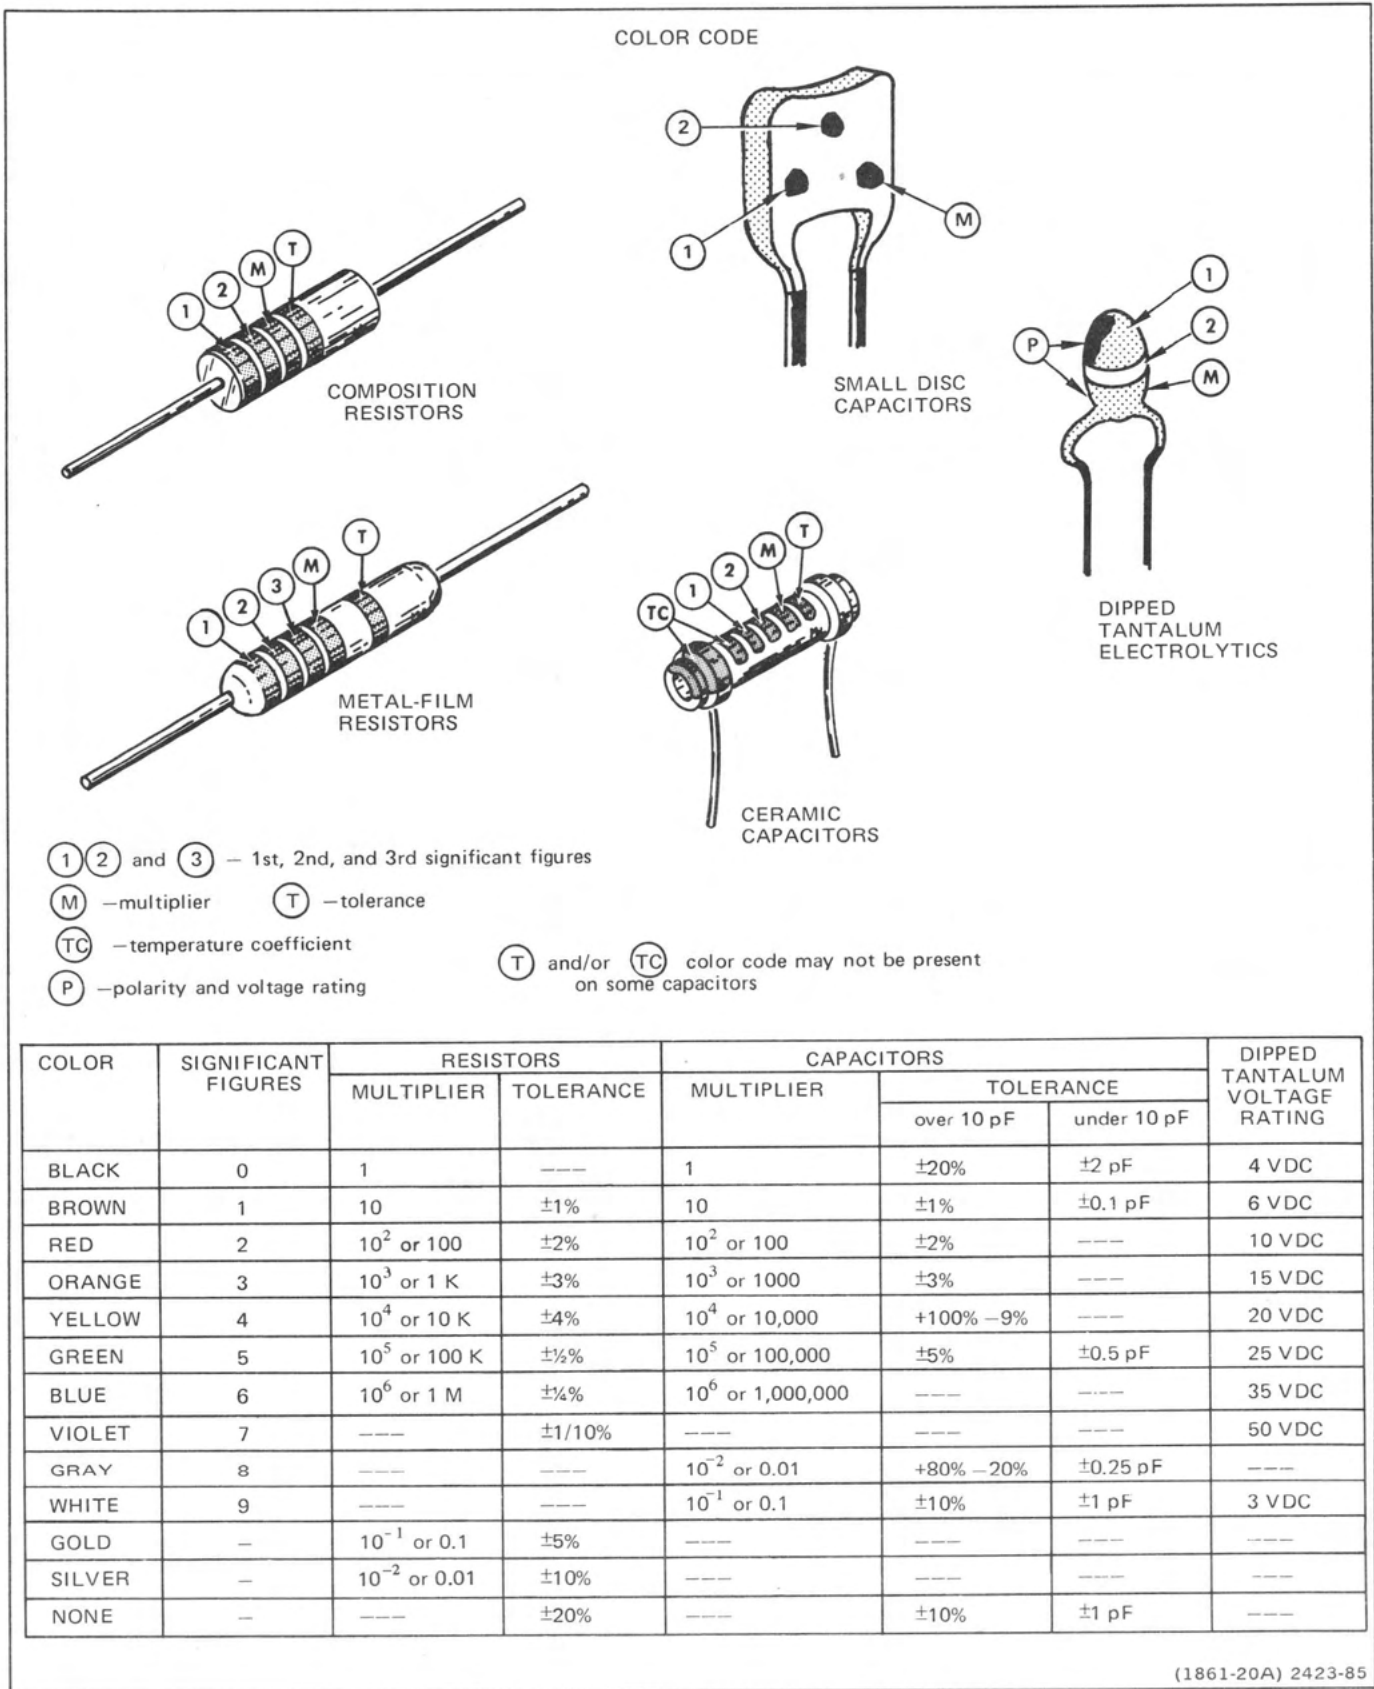 COLOR CODE
2
1
M
1
2
M
T
COMPOSITION
RESISTORS
SMALL DISC
CAPACITORS
P
1
2
M
1
2
3
M
T
METAL-FILM
RESISTORS
TC
1
2
M
T
CERAMIC
CAPACITORS
DIPPED
TANTALUM
ELECTROLYTICS
1 2 and 3 — 1st, 2nd, and 3rd significant figures
M —multiplier T —tolerance
TC —temperature coefficient
P —polarity and voltage rating
T and/or TC color code may not be present
on some capacitors
COLOR SIGNIFICANT FIGURES RESISTORS CAPACITORS DIPPED TANTALUM VOLTAGE RATING
MULTIPLIER TOLERANCE MULTIPLIER TOLERANCE
over 10 pF under 10 pF
BLACK 0 1 --- 1 ±20% ±2 pF 4 VDC
BROWN 1 10 ±1% 10 ±1% ±0.1 pF 6 VDC
RED 2 10² or 100 ±2% 10² or 100 ±2% --- 10 VDC
ORANGE 3 10³ or 1 K ±3% 10³ or 1000 ±3% --- 15 VDC
YELLOW 4 10⁴ or 10 K ±4% 10⁴ or 10,000 +100% −9% --- 20 VDC
GREEN 5 10⁵ or 100 K ±½% 10⁵ or 100,000 ±5% ±0.5 pF 25 VDC
BLUE 6 10⁶ or 1 M ±¼% 10⁶ or 1,000,000 --- --- 35 VDC
VIOLET 7 --- ±1/10% --- --- --- 50 VDC
GRAY 8 --- --- 10⁻² or 0.01 +80% −20% ±0.25 pF ---
WHITE 9 --- --- 10⁻¹ or 0.1 ±10% ±1 pF 3 VDC
GOLD — 10⁻¹ or 0.1 ±5% --- --- --- ---
SILVER — 10⁻² or 0.01 ±10% --- --- --- ---
NONE — --- ±20% --- ±10% ±1 pF ---
(1861-20A) 2423-85